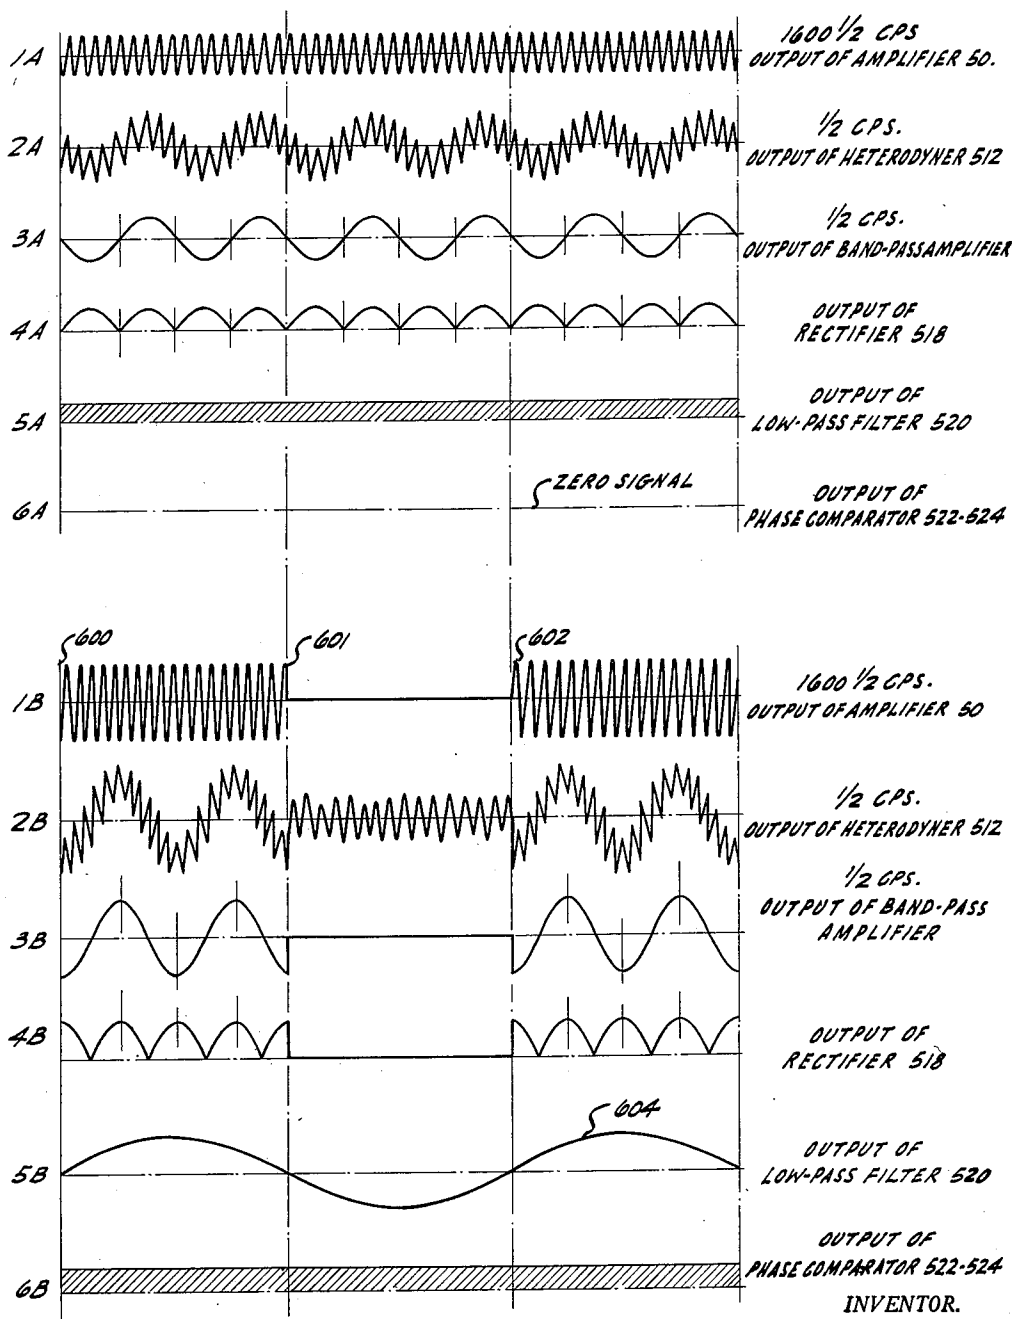 1A
1600 1/2 CPS
OUTPUT OF AMPLIFIER 50.
2A
1/2 CPS.
OUTPUT OF HETERODYNER 512
3A
1/2 CPS.
OUTPUT OF BAND-PASS AMPLIFIER
4A
OUTPUT OF
RECTIFIER 518
5A
OUTPUT OF
LOW-PASS FILTER 520
6A
ZERO SIGNAL
OUTPUT OF
PHASE COMPARATOR 522-524
600
601
602
1B
1600 1/2 CPS.
OUTPUT OF AMPLIFIER 50
2B
1/2 CPS.
OUTPUT OF HETERODYNER 512
3B
1/2 CPS.
OUTPUT OF BAND-PASS
AMPLIFIER
4B
OUTPUT OF
RECTIFIER 518
604
5B
OUTPUT OF
LOW-PASS FILTER 520
6B
OUTPUT OF
PHASE COMPARATOR 522-524
INVENTOR.